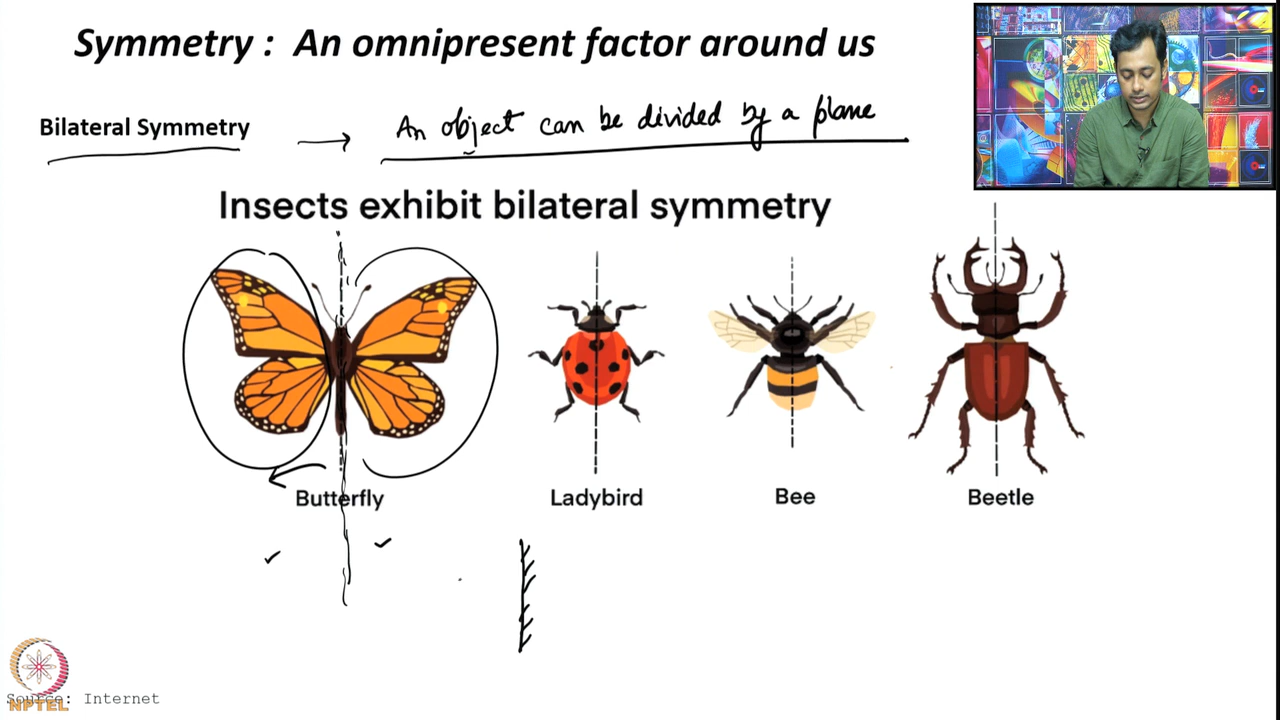 Symmetry : An omnipresent factor around us
Bilateral Symmetry → An object can be divided by a plane
Insects exhibit bilateral symmetry
Butterfly Ladybird Bee Beetle
Source: Internet
NPTEL